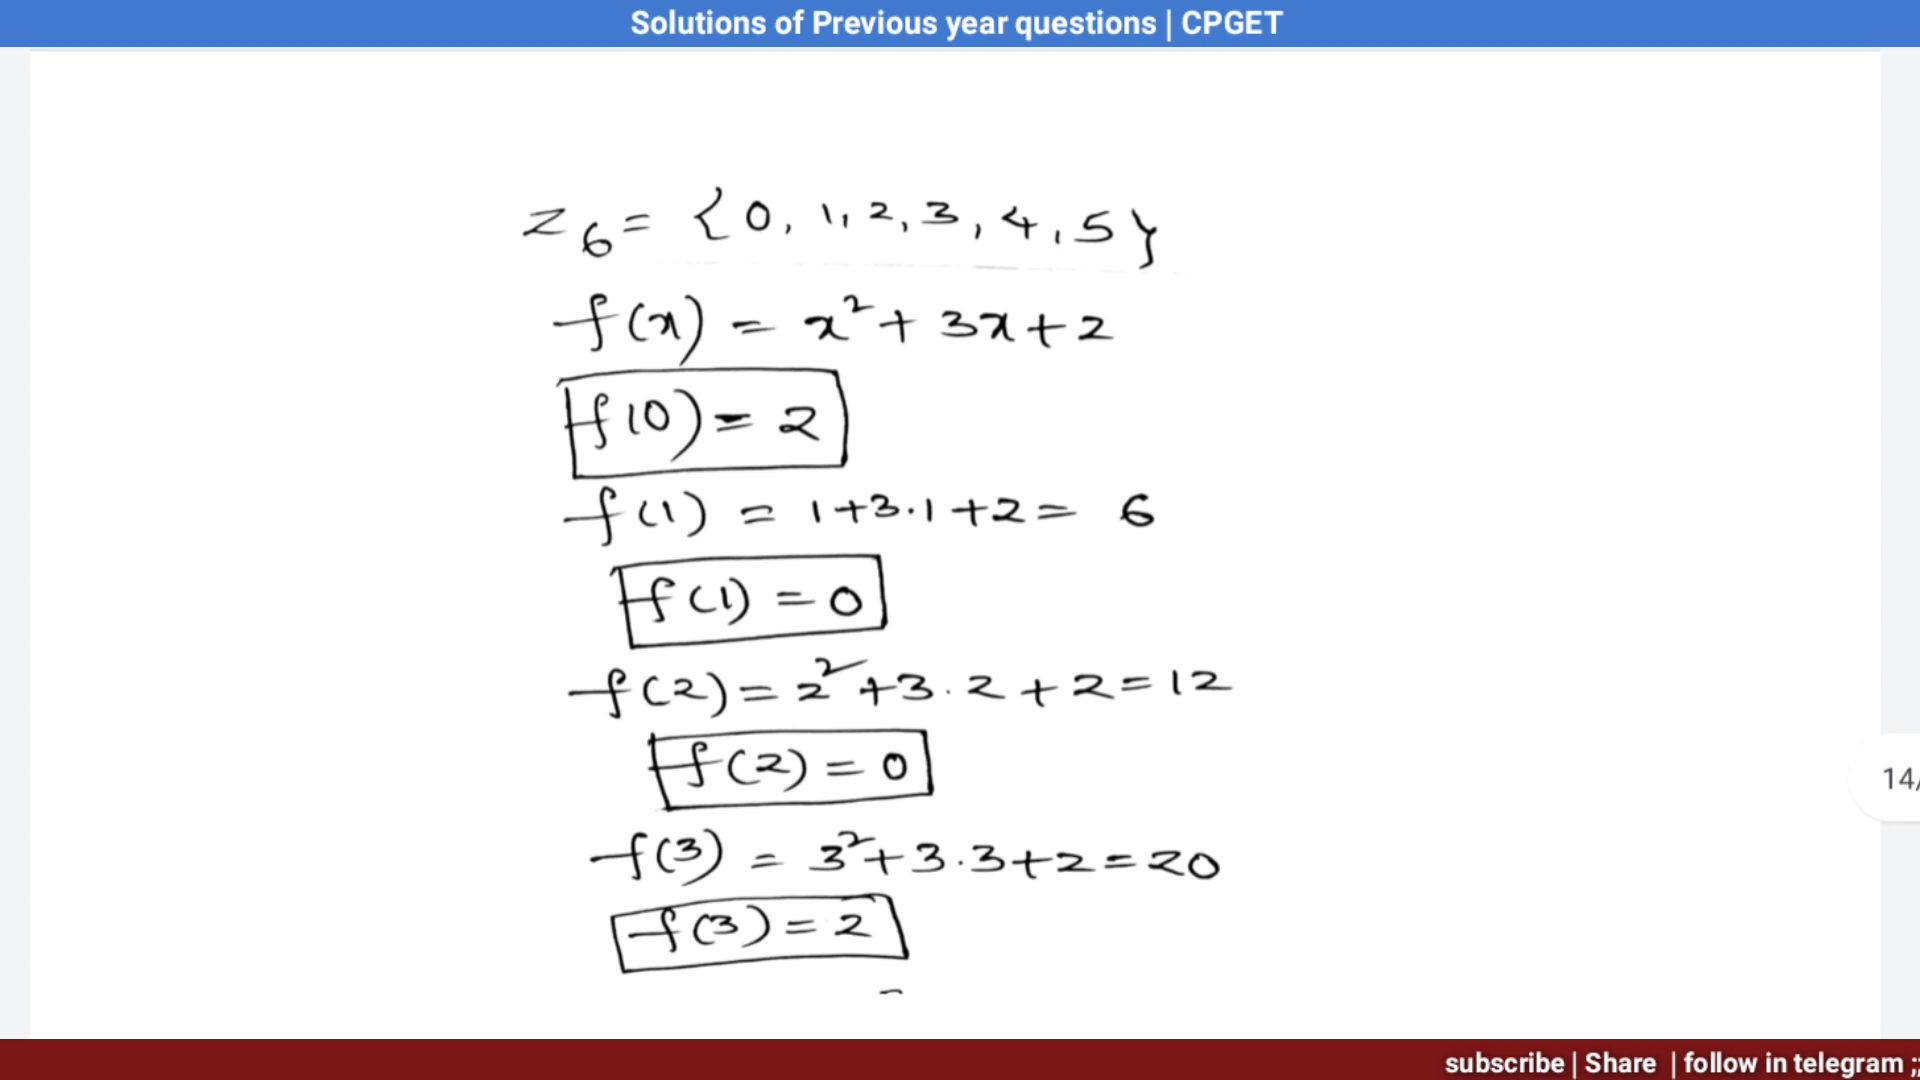 Solutions of Previous year questions | CPGET
Z6 = {0, 1, 2, 3, 4, 5}
f(x) = x² + 3x + 2
f(0) = 2
f(1) = 1+3.1+2 = 6
f(1) = 0
f(2) = 2² + 3.2 + 2 = 12
f(2) = 0
f(3) = 3² + 3.3 + 2 = 20
f(3) = 2
14/
subscribe | Share | follow in telegram ;;